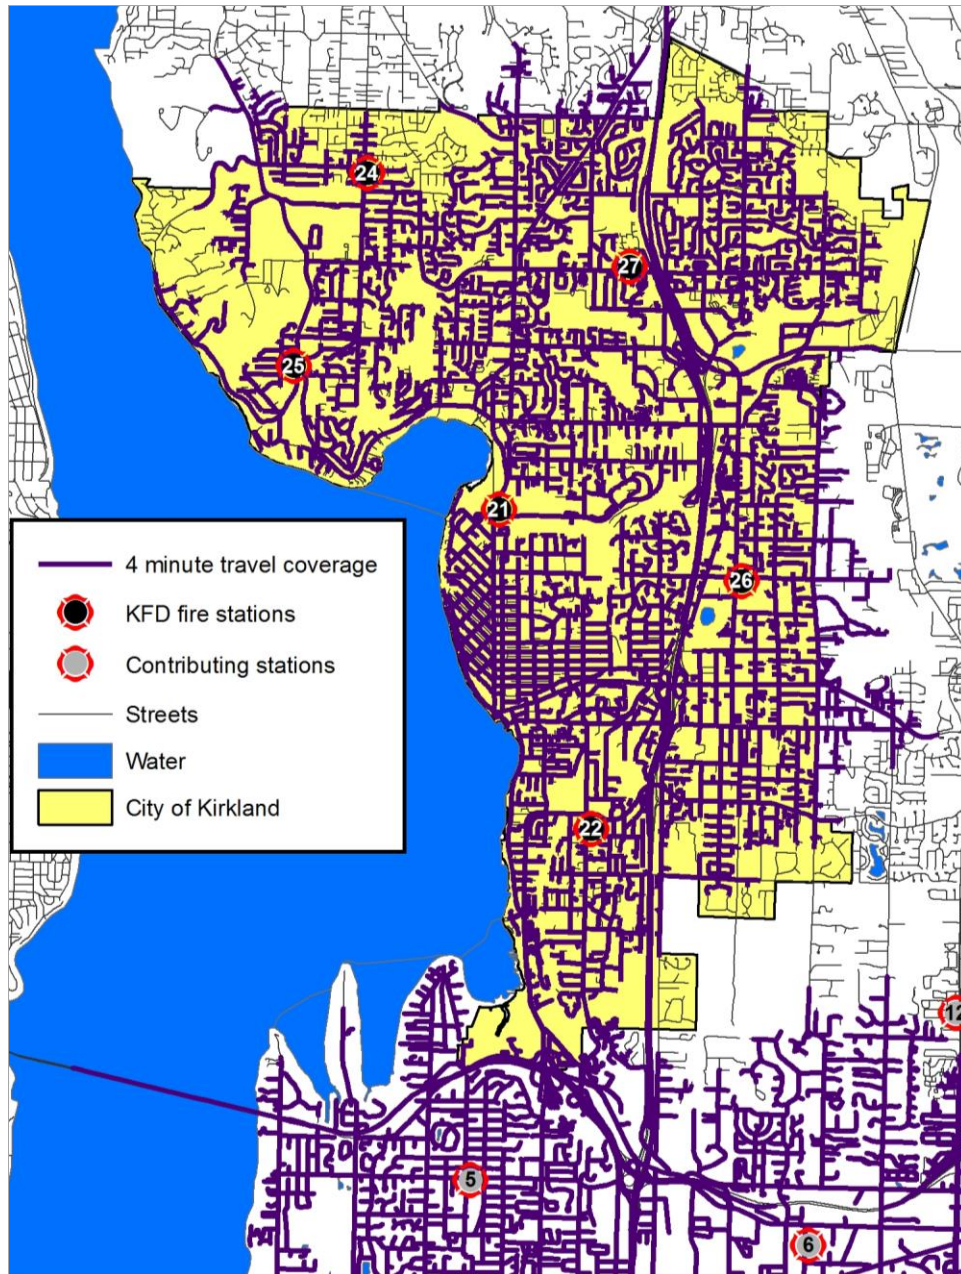 24
27
25
21
26
4 minute travel coverage
KFD fire stations
Contributing stations
Streets
Water
City of Kirkland
22
12
5
6